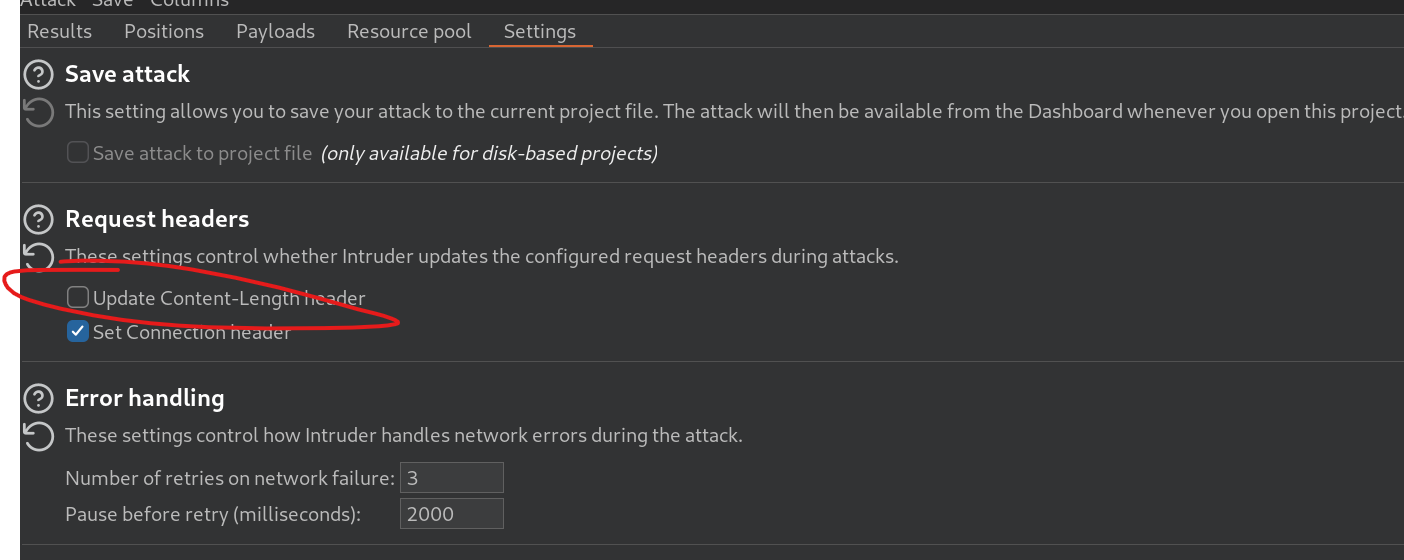 Attack Save Columns
Results Positions Payloads Resource pool Settings
Save attack
This setting allows you to save your attack to the current project file. The attack will then be available from the Dashboard whenever you open this project.
Save attack to project file (only available for disk-based projects)
Request headers
These settings control whether Intruder updates the configured request headers during attacks.
Update Content-Length header
Set Connection header
Error handling
These settings control how Intruder handles network errors during the attack.
Number of retries on network failure: 3
Pause before retry (milliseconds): 2000